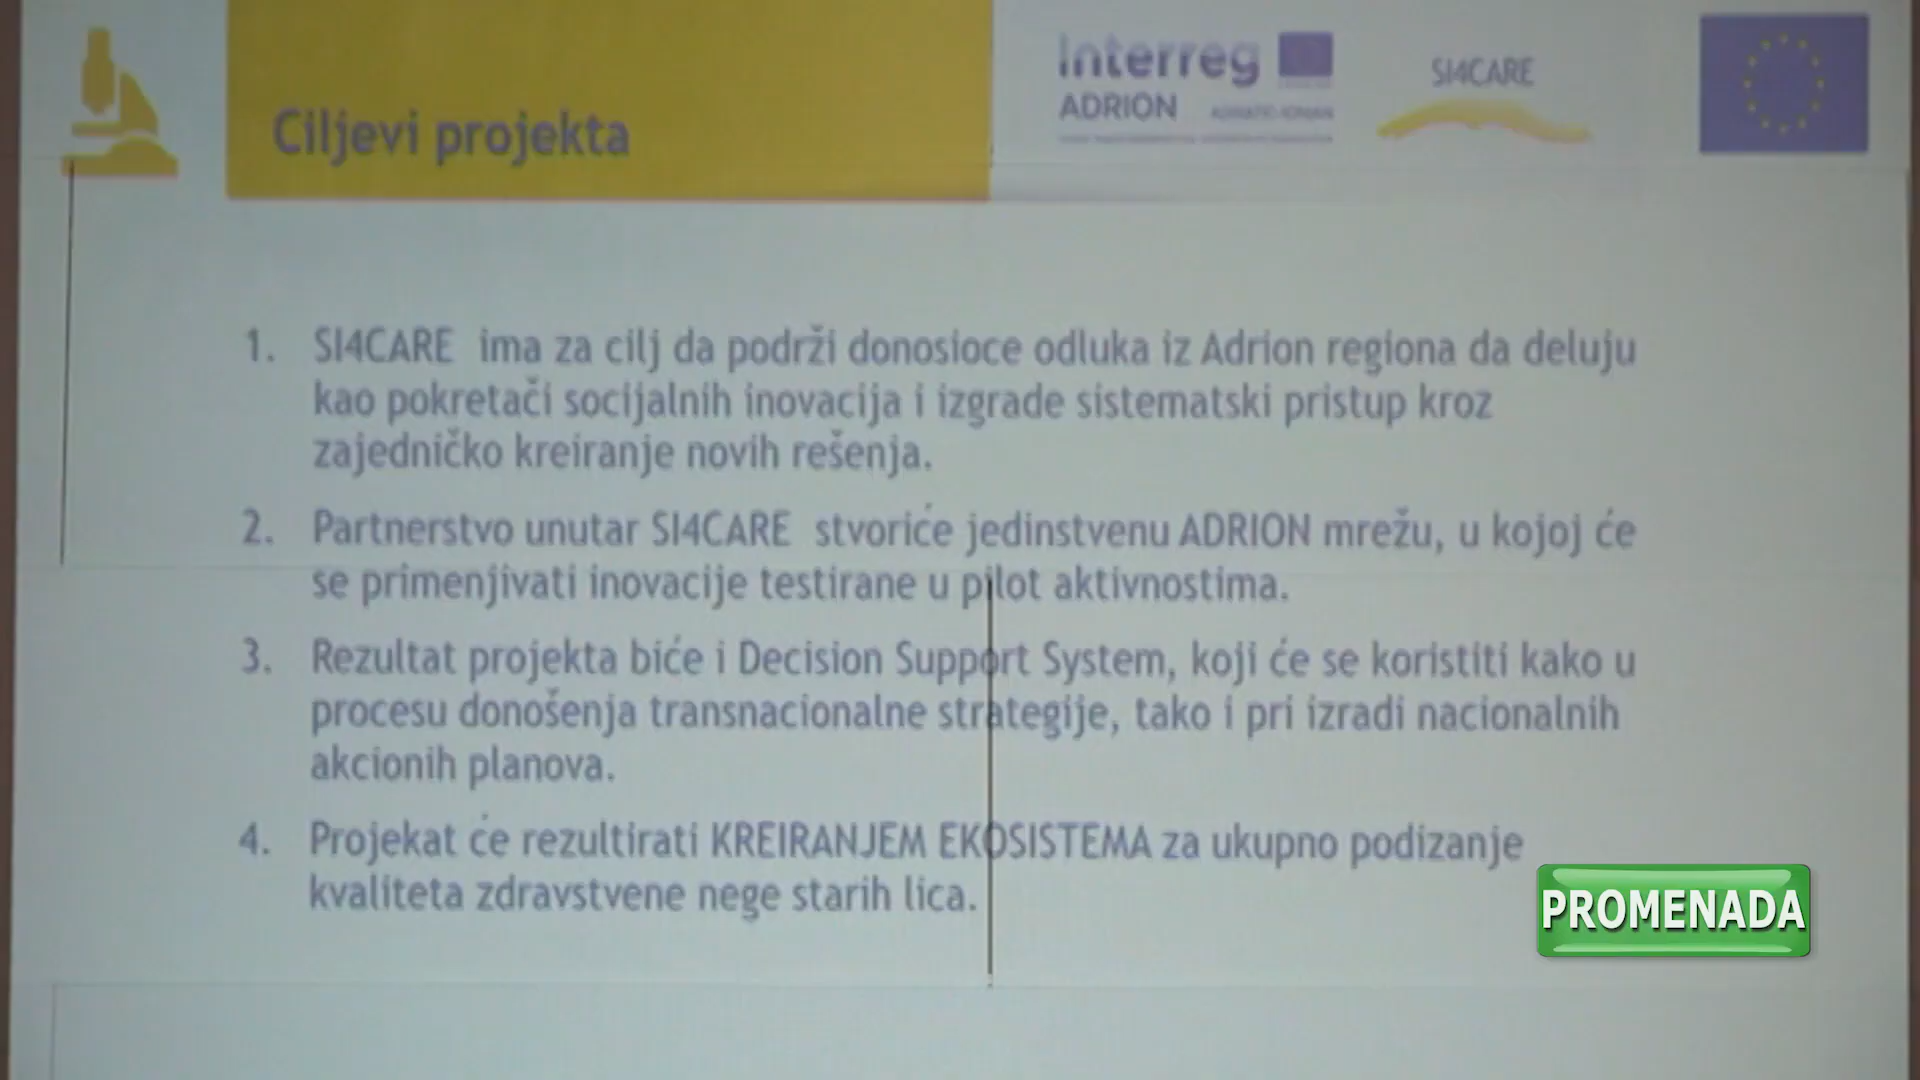 Ciljevi projekta
Interreg
ADRION ADRIATIC-IONIAN
SI4CARE
1. SI4CARE ima za cilj da podrži donosioce odluka iz Adrion regiona da deluju
kao pokretači socijalnih inovacija i izgrade sistematski pristup kroz
zajedničko kreiranje novih rešenja.
2. Partnerstvo unutar SI4CARE stvoriće jedinstvenu ADRION mrežu, u kojoj će
se primenjivati inovacije testirane u pilot aktivnostima.
3. Rezultat projekta biće i Decision Support System, koji će se koristiti kako u
procesu donošenja transnacionalne strategije, tako i pri izradi nacionalnih
akcionih planova.
4. Projekat će rezultirati KREIRANJEM EKOSISTEMA za ukupno podizanje
kvaliteta zdravstvene nege starih lica.
PROMENADA